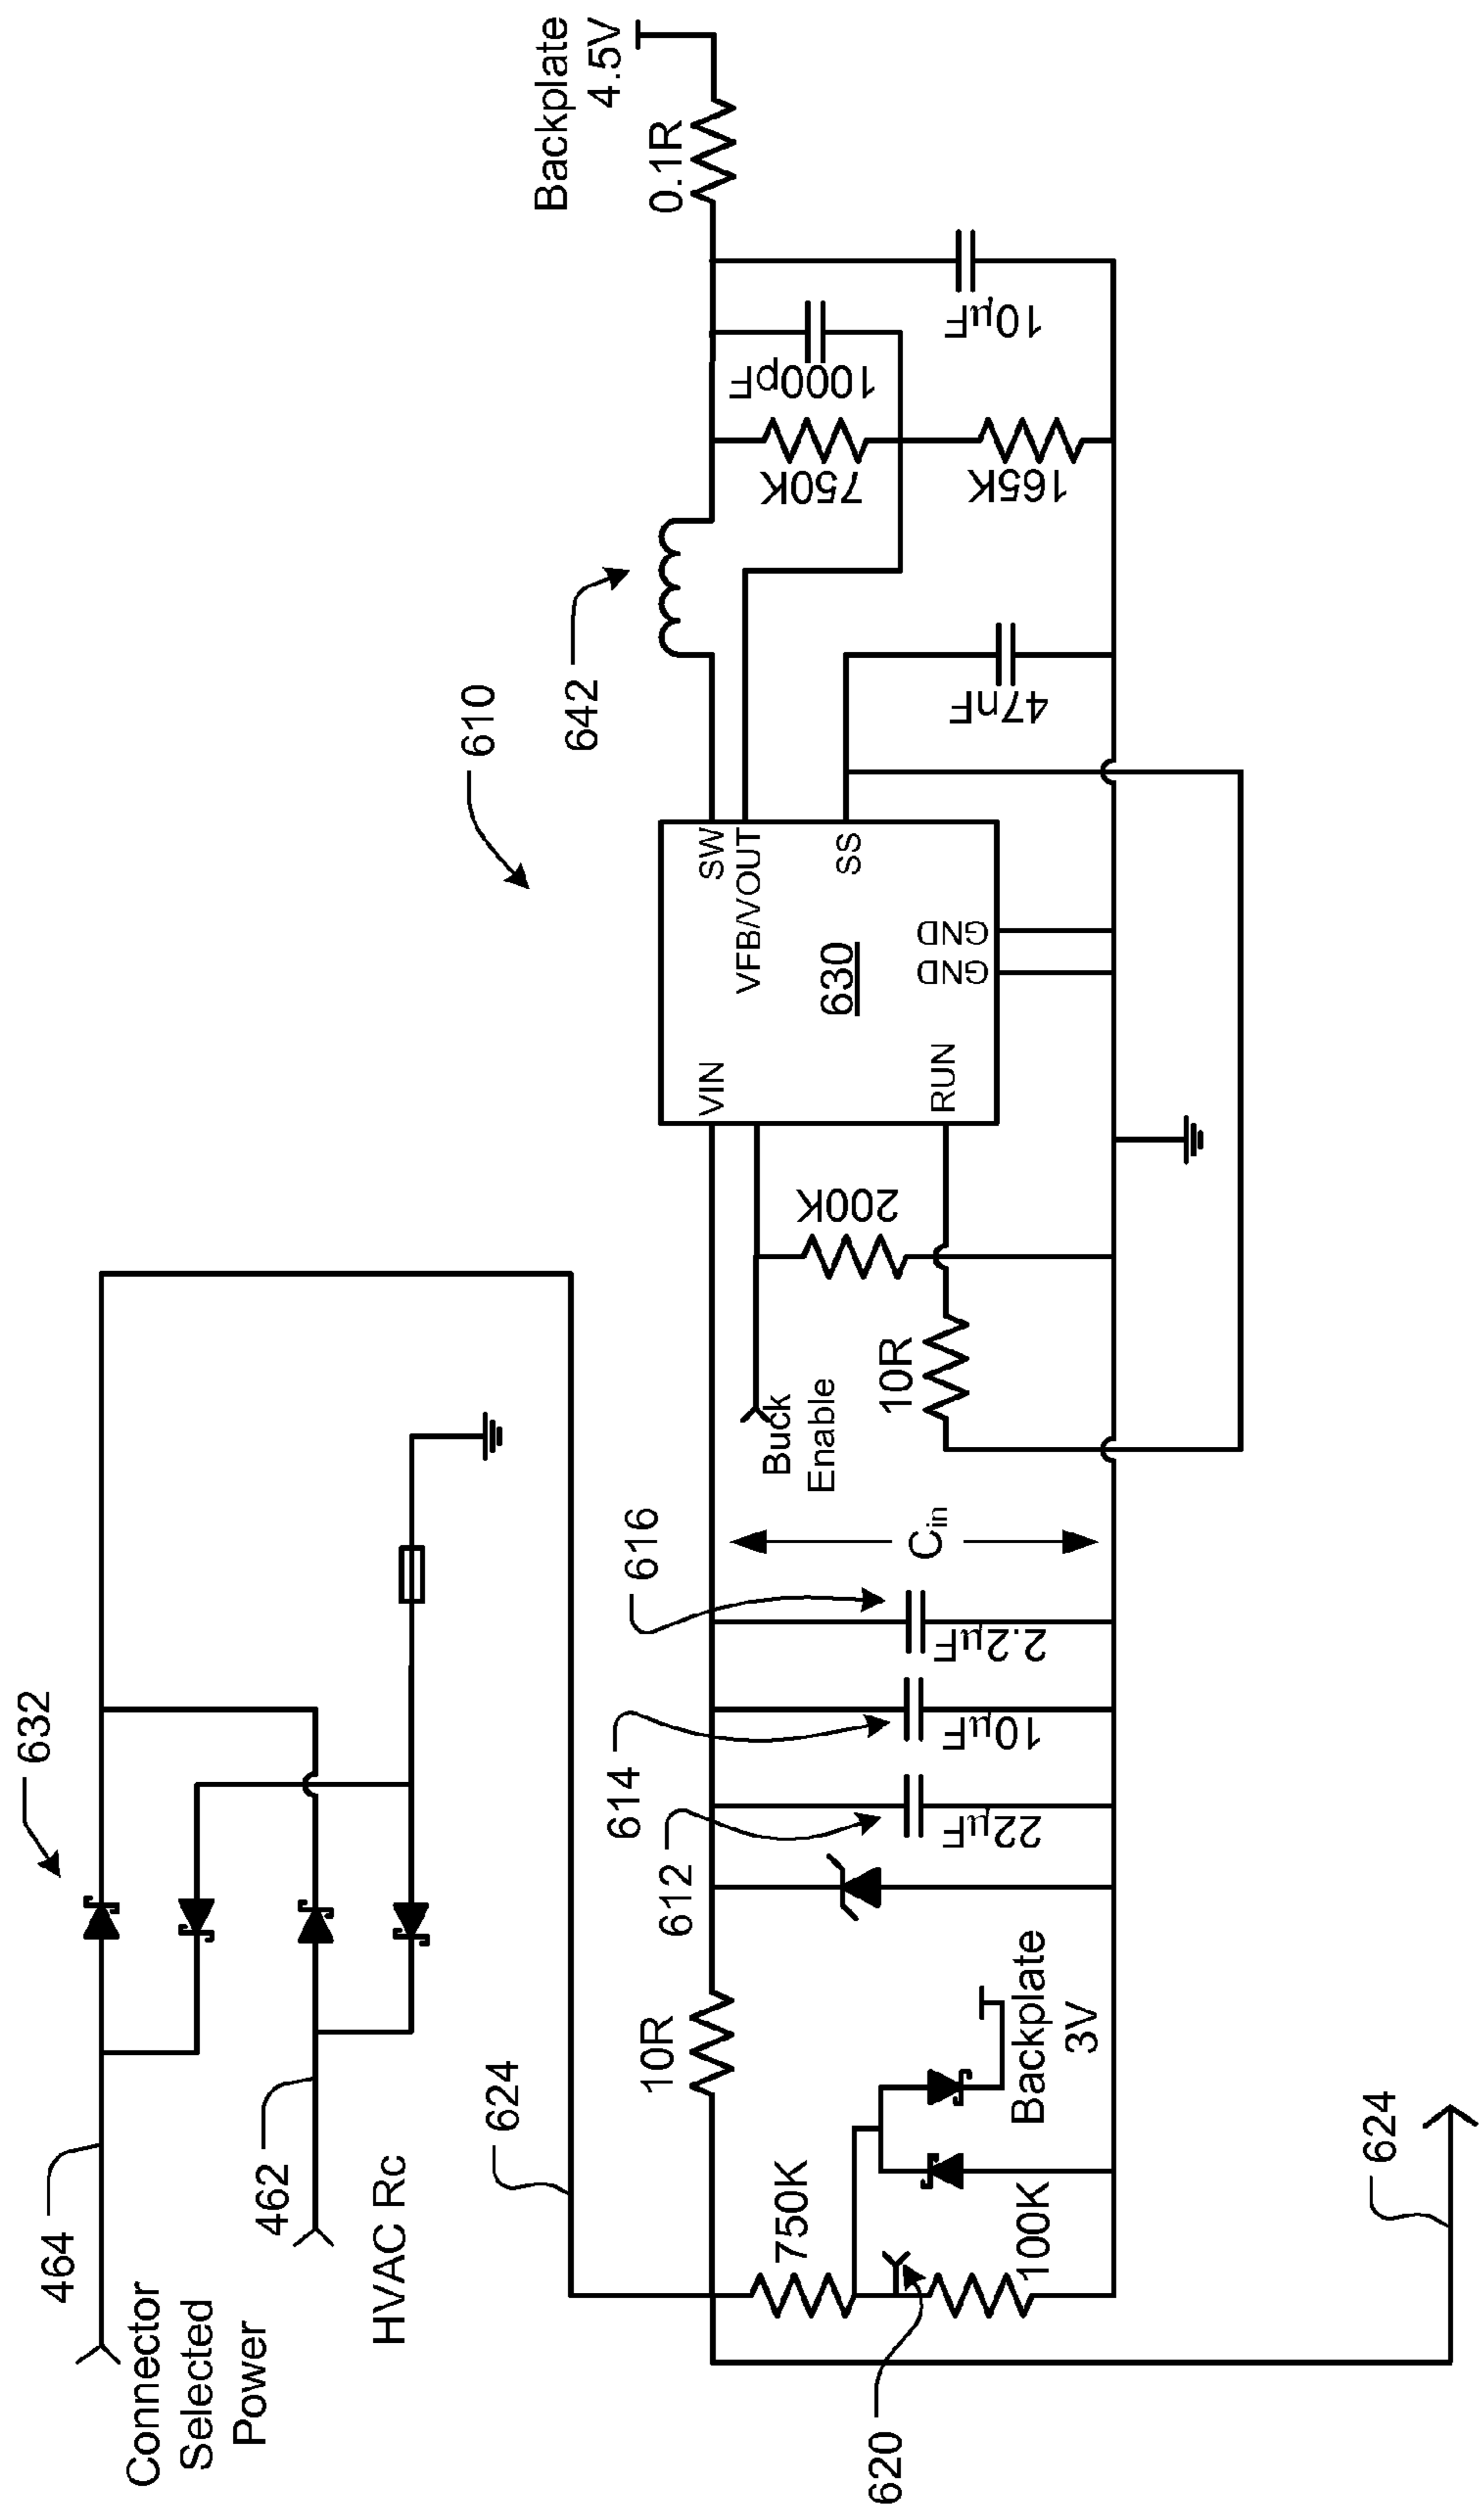 632
464
Connector
Selected
Power
462
HVAC Rc
624
610
642
Backplate
4.5V
0.1R
10R
612
614
616
22µF
10µF
2.2µF
Cin
Buck
Enable
200K
10R
VIN
RUN
630
SW
VFB/VOUT
SS
GND
GND
47nF
750K
165K
1000pF
10µF
750K
100K
Backplate
3V
620
624